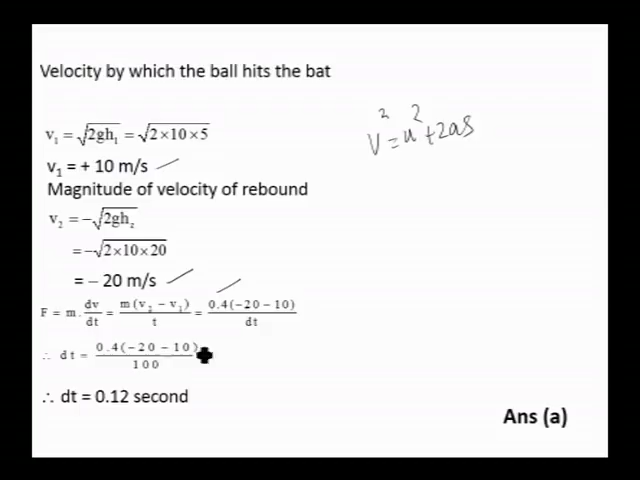 Velocity by which the ball hits the bat
v² = u² + 2as
v₁ = √2gh₁ = √2×10×5
v₁ = + 10 m/s
Magnitude of velocity of rebound
v₂ = −√2gh₂
= −√2×10×20
= − 20 m/s
F = m. dv/dt = m(v₂ − v₁)/t = 0.4(−20 − 10)/dt
∴ dt = 0.4(−20 − 10)/100
∴ dt = 0.12 second
Ans (a)